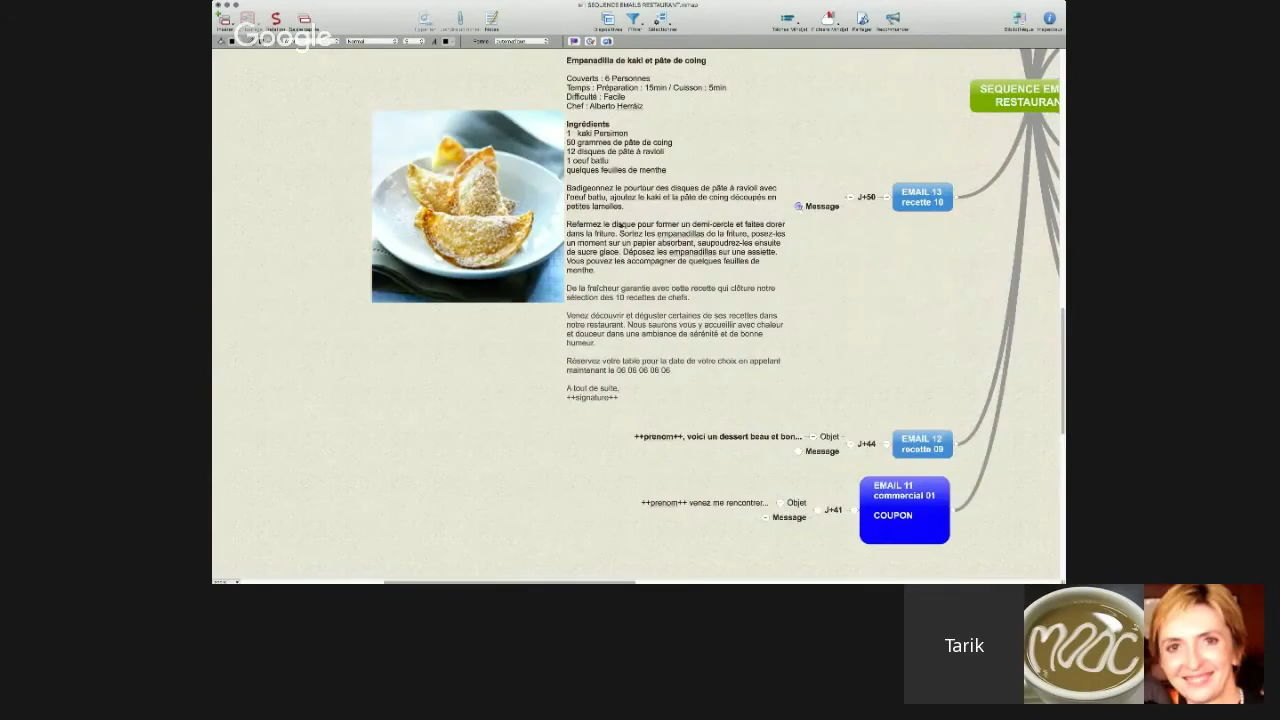 SEQUENCE EMAILS RESTAURANT.mmap
Google
Normal
automatique
Empanadilla de kaki et pâte de coing
Couverts : 6 Personnes
Temps : Préparation : 15min / Cuisson : 5min
Difficulté : Facile
Chef : Alberto Herráiz
Ingrédients
1 kaki Persimon
50 grammes de pâte de coing
12 disques de pâte à ravioli
1 oeuf battu
quelques feuilles de menthe
Badigeonnez le pourtour des disques de pâte à ravioli avec
l'oeuf battu, ajoutez le kaki et la pâte de coing découpés en
petites lamelles.
Refermez le disque pour former un demi-cercle et faites dorer
dans la friture. Sortez les empanadillas de la friture, posez-les
un moment sur un papier absorbant, saupoudrez-les ensuite
de sucre glace. Déposez les empanadillas sur une assiette.
Vous pouvez les accompagner de quelques feuilles de
menthe.
De la fraîcheur garantie avec cette recette qui clôture notre
sélection des 10 recettes de chefs.
Venez découvrir et déguster certaines de ses recettes dans
notre restaurant. Nous saurons vous y accueillir avec chaleur
et douceur dans une ambiance de sérénité et de bonne
humeur.
Réservez votre table pour la date de votre choix en appelant
maintenant le 06 06 06 06 06.
A tout de suite,
++signature++
SEQUENCE EM
RESTAURAN
Message
J+50
EMAIL 13
recette 10
++prenom++, voici un dessert beau et bon...
Objet
Message
J+44
EMAIL 12
recette 09
++prenom++ venez me rencontrer...
Objet
Message
J+41
EMAIL 11
commercial 01
COUPON
Tarik
mooc